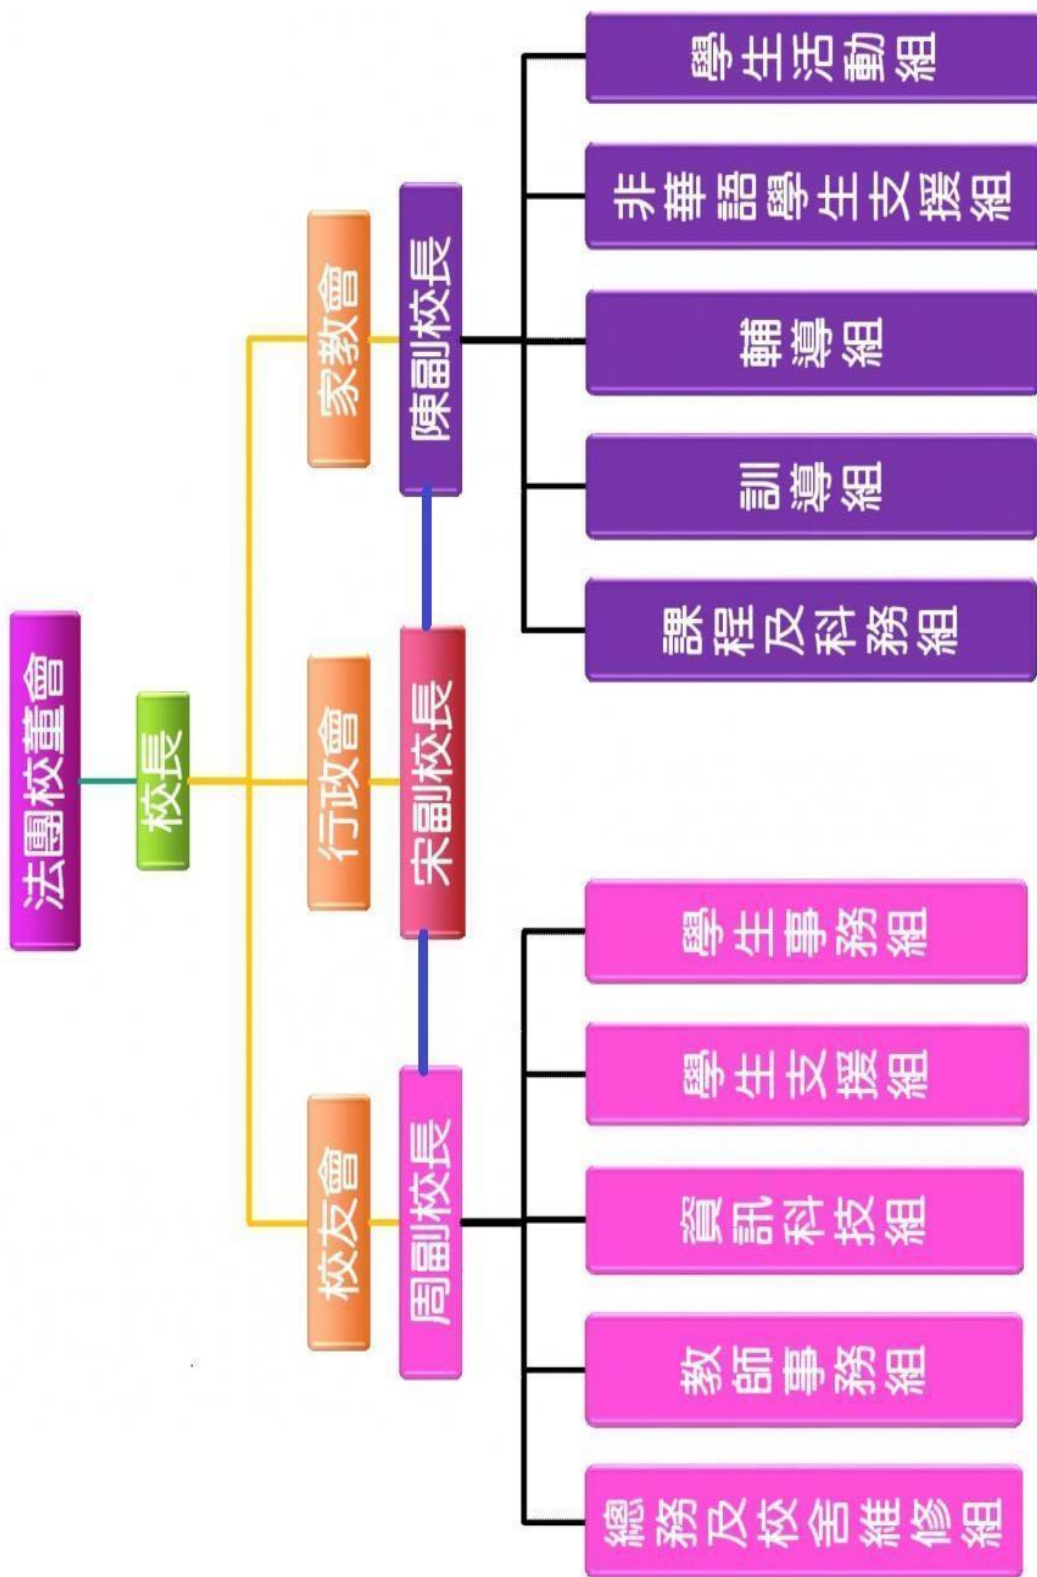 法團校董會
校長
校友會
行政會
家教會
周副校長
宋副校長
陳副校長
總務及校舍維修組
教師事務組
資訊科技組
學生支援組
學生事務組
課程及科務組
訓導組
輔導組
非華語學生支援組
學生活動組